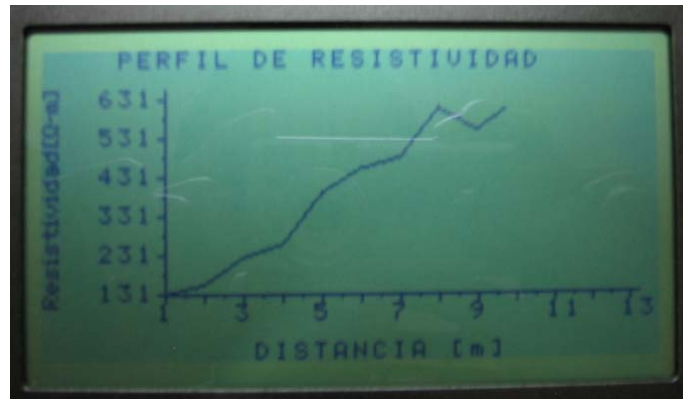 PERFIL DE RESISTIVIDAD
Resistividad[Ω-m]
631
531
431
331
231
131
1 3 5 7 9 11 13
DISTANCIA [m]